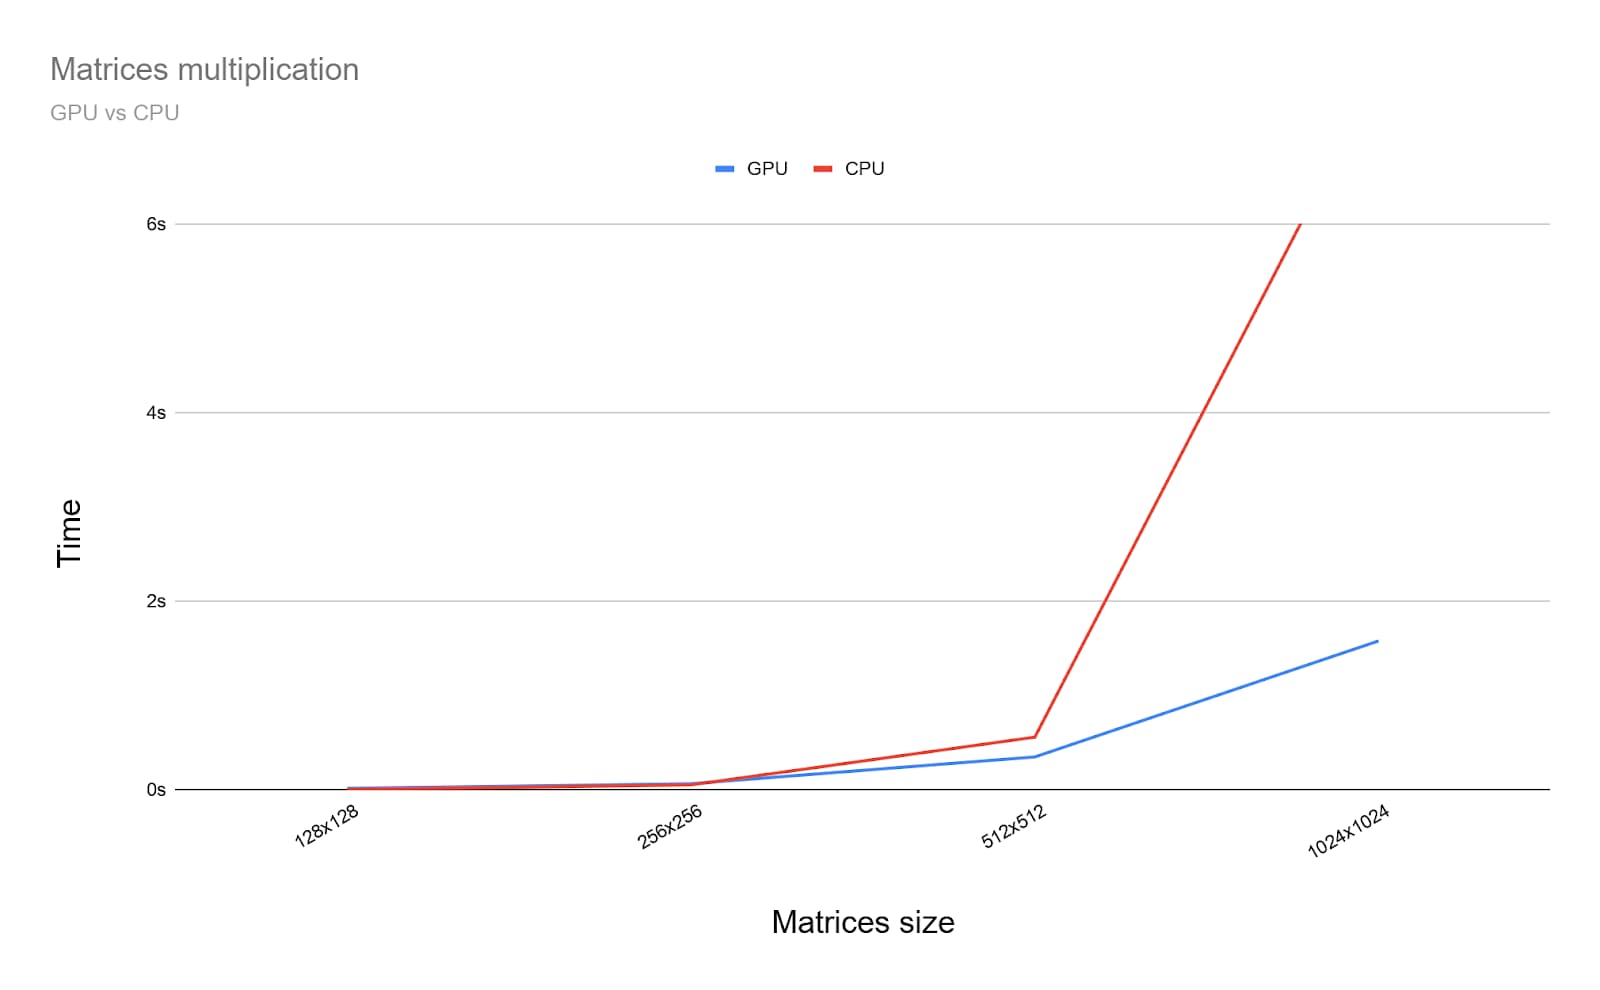 Matrices multiplication
GPU vs CPU
GPU CPU
6s
4s
2s
0s
Time
128x128 256x256 512x512 1024x1024
Matrices size